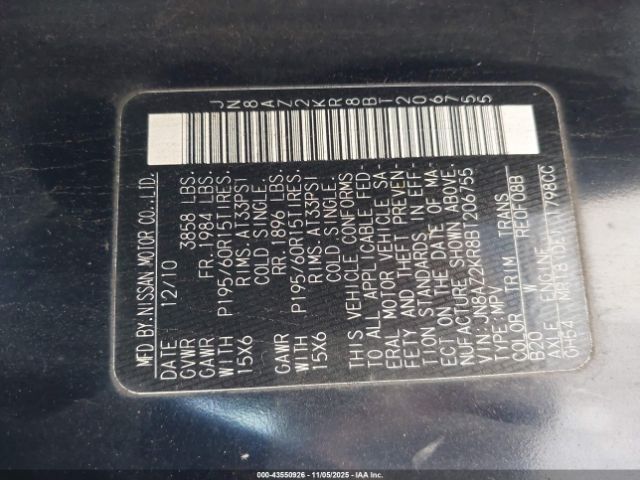 JN8AZ2KR8BT206755
MFD BY:NISSAN MOTOR CO.,LTD.
DATE: 12/10
GVWR 3858 LBS.
GAWR FR.1984 LBS.
WITH P195/60R15TIRES.
15X6 RIMS.AT33PSI
COLD SINGLE.
GAWR RR.1896 LBS.
WITH P195/60R15TIRES.
15X6 RIMS.AT33PSI
COLD SINGLE.
THIS VEHICLE CONFORMS
TO ALL APPLICABLE FED-
ERAL MOTOR VEHICLE SA-
FETY AND THEFT PREVEN-
TION STANDARDS IN EFF-
ECT ON THE DATE OF MA-
NUFACTURE SHOWN ABOVE.
VIN:JN8AZ2KR8BT206755
TYPE:MPV
COLOR TRIM TRANS
B20 W RE0F08B
AXLE ENGINE
GH54 1798CC
000-43550926 - 11/05/2025 - IAA Inc.